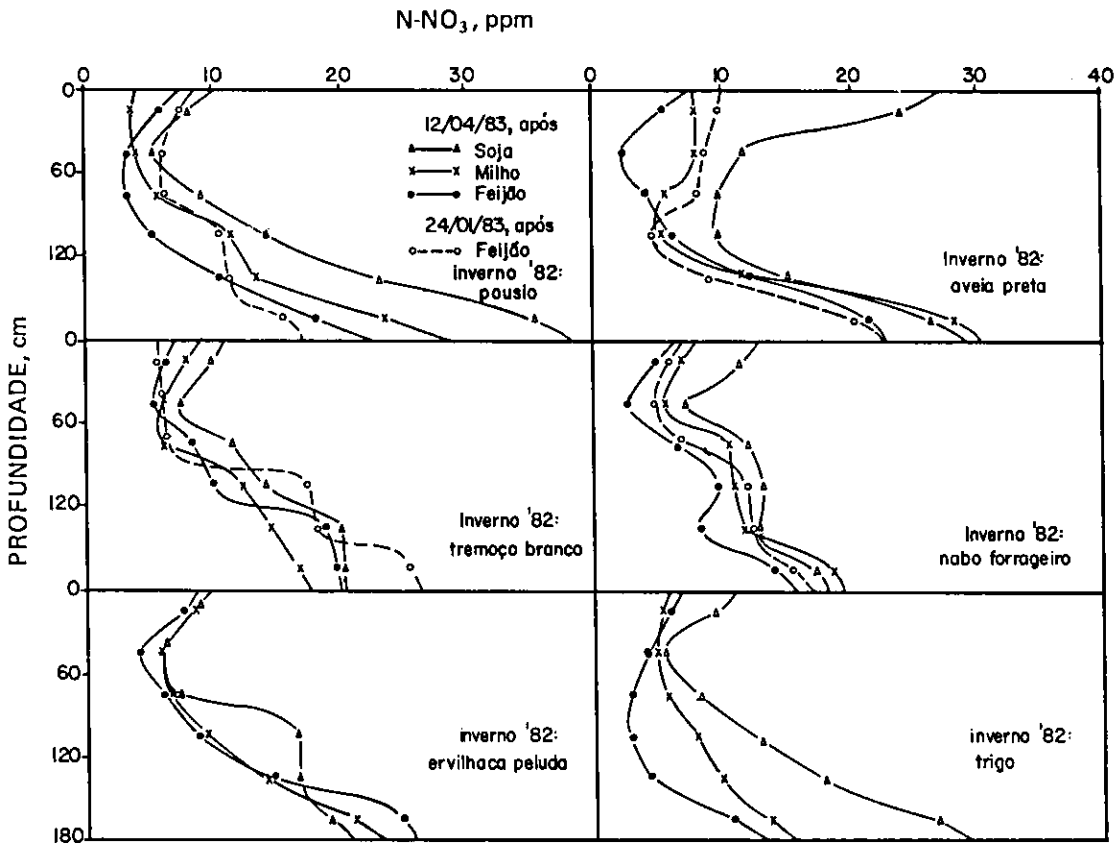 N-NO₃, ppm
0 10 20 30 0 10 20 30 40
PROFUNDIDADE, cm
0
60
120
0
60
120
0
60
120
180
12/04/83, após
Soja
Milho
Feijão
24/01/83, após
Feijão
inverno '82:
pousio
Inverno '82:
aveia preta
Inverno '82:
tremoço branco
Inverno '82:
nabo forrageiro
inverno '82:
ervilhaca peluda
inverno '82:
trigo